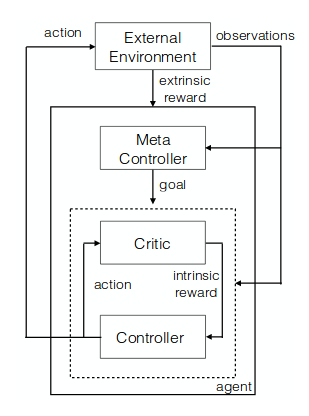 action
External
Environment
observations
extrinsic
reward
Meta
Controller
goal
Critic
action
intrinsic
reward
Controller
agent